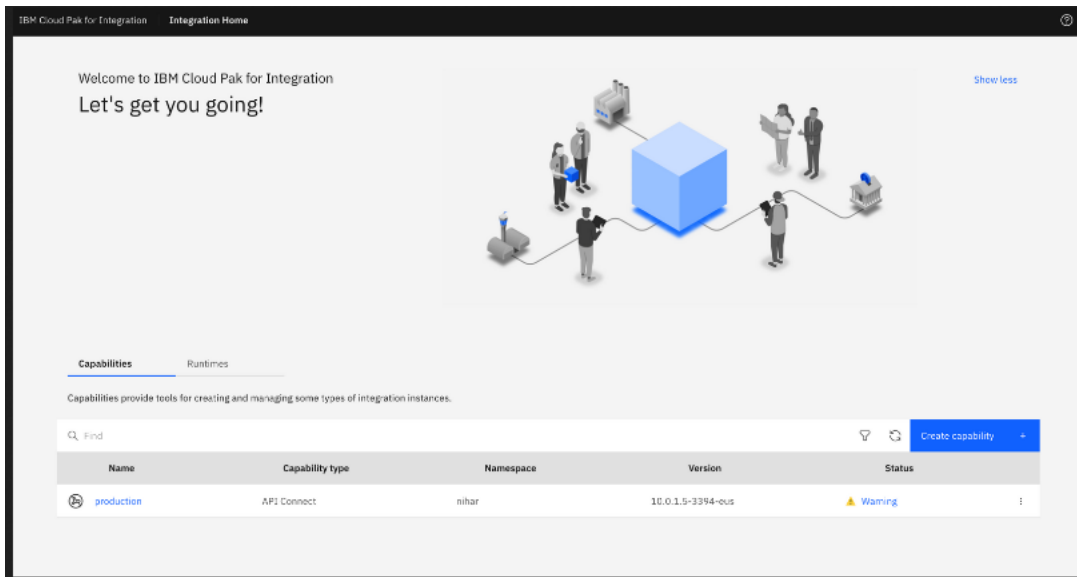 IBM Cloud Pak for Integration Integration Home
Welcome to IBM Cloud Pak for Integration
Show less
Let's get you going!
Capabilities Runtimes
Capabilities provide tools for creating and managing some types of integration instances.
Find Create capability +
Name Capability type Namespace Version Status
production API Connect nihar 10.0.1.5-3394-eus Warning